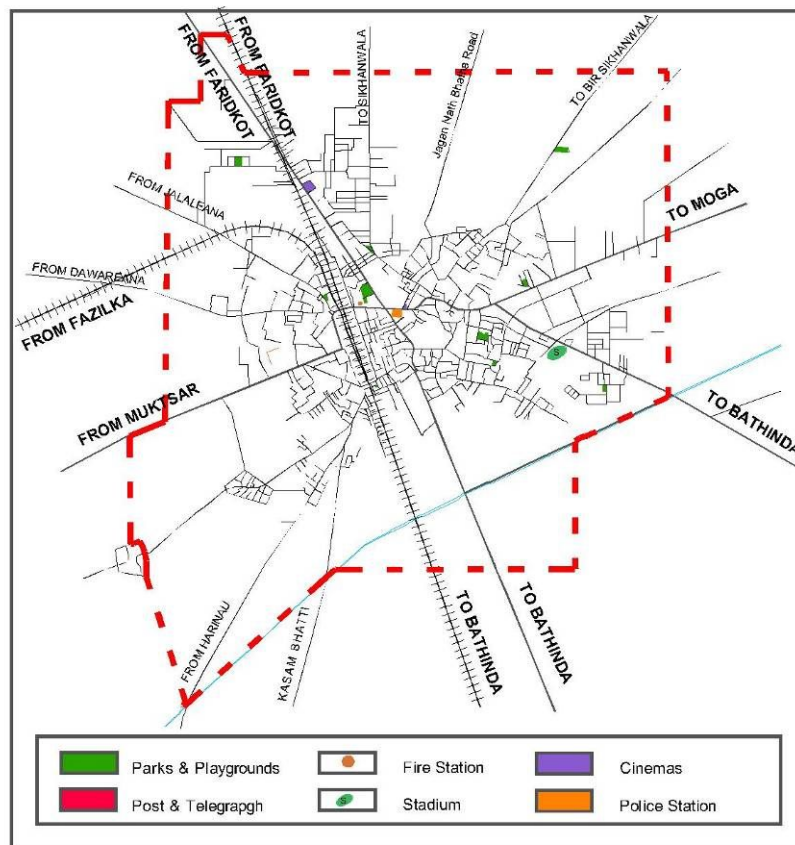 FROM FARIDKOT
FROM FARIDKOT
TO SIKHANWALA
Jagan Nath Bhatha Road
TO BIR SIKHANWALA
FROM JALALEANA
TO MOGA
FROM DAWAREANA
FROM FAZILKA
S
FROM MUKTSAR
TO BATHINDA
FROM HARINAU
KASAM BHATTI
TO BATHINDA
TO BATHINDA
Parks & Playgrounds
Fire Station
Cinemas
Post & Telegrapgh
S
Stadium
Police Station